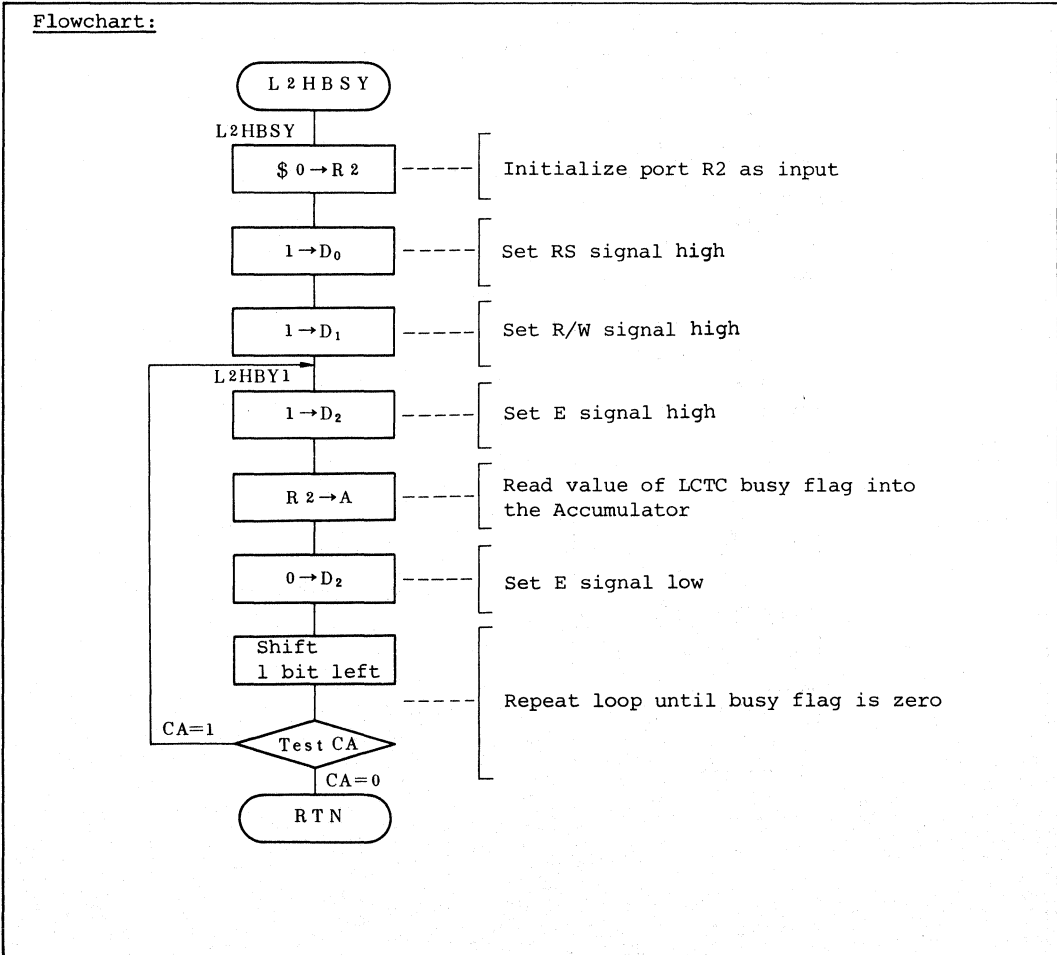 Flowchart:
L2HBSY
L2HBSY
$0→R2
Initialize port R2 as input
1→D₀
Set RS signal high
1→D₁
Set R/W signal high
L2HBY1
1→D₂
Set E signal high
R2→A
Read value of LCTC busy flag into
the Accumulator
0→D₂
Set E signal low
Shift
1 bit left
Repeat loop until busy flag is zero
CA=1
Test CA
CA=0
RTN